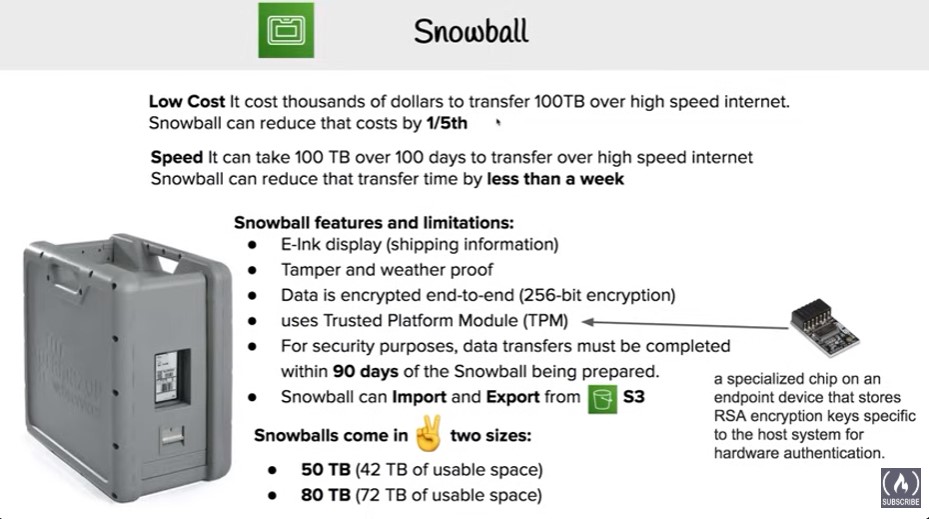 Snowball
Low Cost It cost thousands of dollars to transfer 100TB over high speed internet.
Snowball can reduce that costs by 1/5th
Speed It can take 100 TB over 100 days to transfer over high speed internet
Snowball can reduce that transfer time by less than a week
Snowball features and limitations:
● E-Ink display (shipping information)
● Tamper and weather proof
● Data is encrypted end-to-end (256-bit encryption)
● uses Trusted Platform Module (TPM)
● For security purposes, data transfers must be completed
within 90 days of the Snowball being prepared.
● Snowball can Import and Export from S3
a specialized chip on an
endpoint device that stores
RSA encryption keys specific
to the host system for
hardware authentication.
Snowballs come in ✌ two sizes:
● 50 TB (42 TB of usable space)
● 80 TB (72 TB of usable space)
SUBSCRIBE